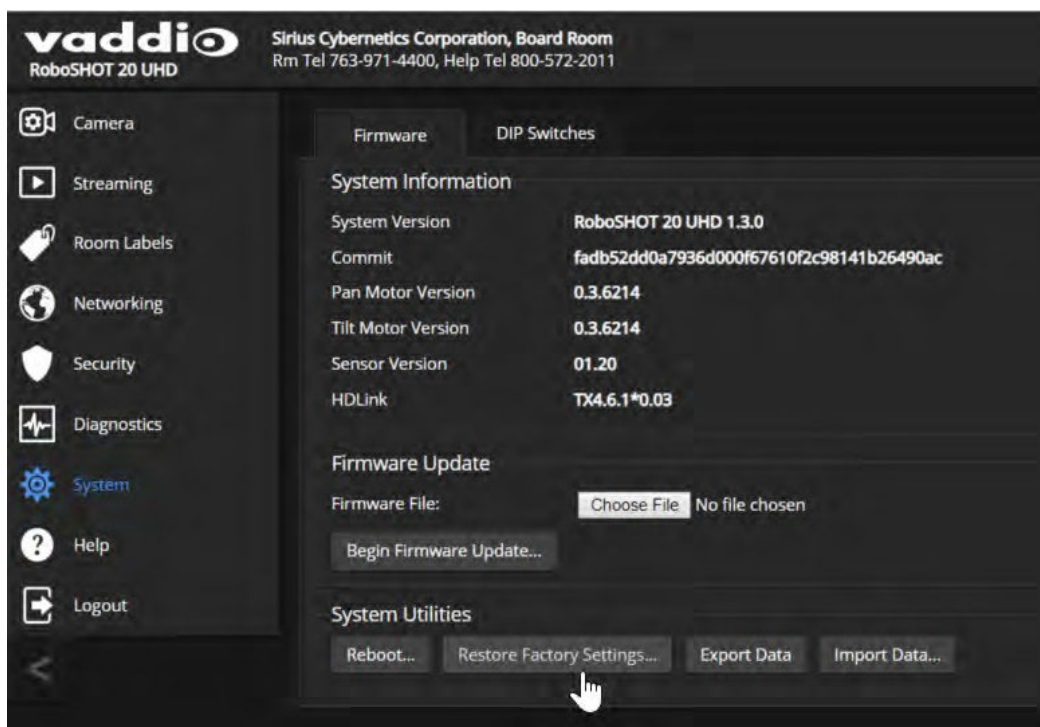 vaddio
RoboSHOT 20 UHD
Sirius Cybernetics Corporation, Board Room
Rm Tel 763-971-4400, Help Tel 800-572-2011
Camera
Streaming
Room Labels
Networking
Security
Diagnostics
System
Help
Logout
Firmware DIP Switches
System Information
System Version RoboSHOT 20 UHD 1.3.0
Commit fadb52dd0a7936d000f67610f2c98141b26490ac
Pan Motor Version 0.3.6214
Tilt Motor Version 0.3.6214
Sensor Version 01.20
HDLink TX4.6.1*0.03
Firmware Update
Firmware File: Choose File No file chosen
Begin Firmware Update...
System Utilities
Reboot... Restore Factory Settings... Export Data Import Data...